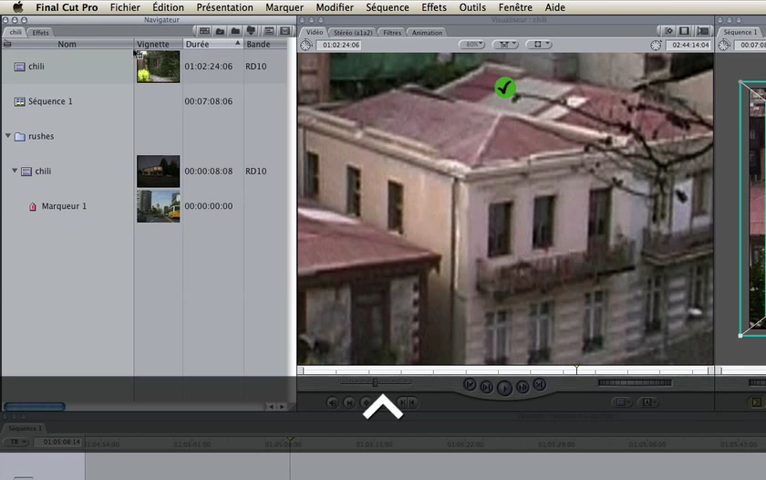 Final Cut Pro Fichier Édition Présentation Marquer Modifier Séquence Effets Outils Fenêtre Aide
Navigateur
Visualiseur : chili
chili Effets
Vidéo Stéréo (a1a2) Filtres Animation
Séquence 1
Nom Vignette Durée Bande
01:02:24:06
02:44:14:04
chili 01:02:24:06 RD10
Séquence 1 00:07:08:06
rushes
chili 00:00:08:08 RD10
Marqueur 1 00:00:00:00
Séquence 1
01:05:08:14